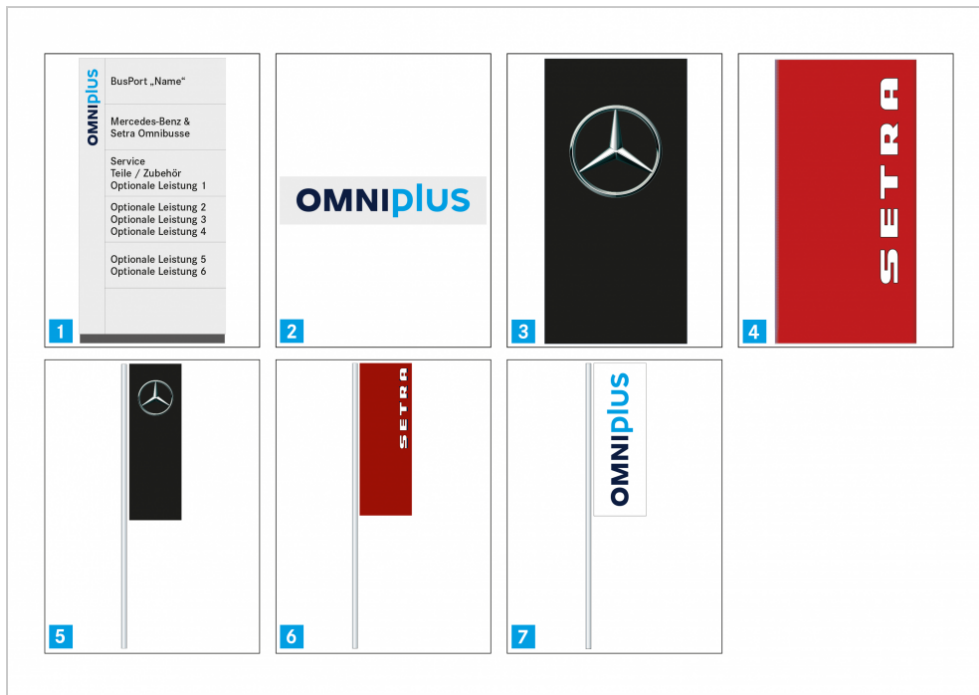 OMNIplus
BusPort „Name“
Mercedes-Benz &
Setra Omnibusse
Service
Teile / Zubehör
Optionale Leistung 1
Optionale Leistung 2
Optionale Leistung 3
Optionale Leistung 4
Optionale Leistung 5
Optionale Leistung 6
1
OMNIplus
2
3
SETRA
4
5
SETRA
6
OMNIplus
7